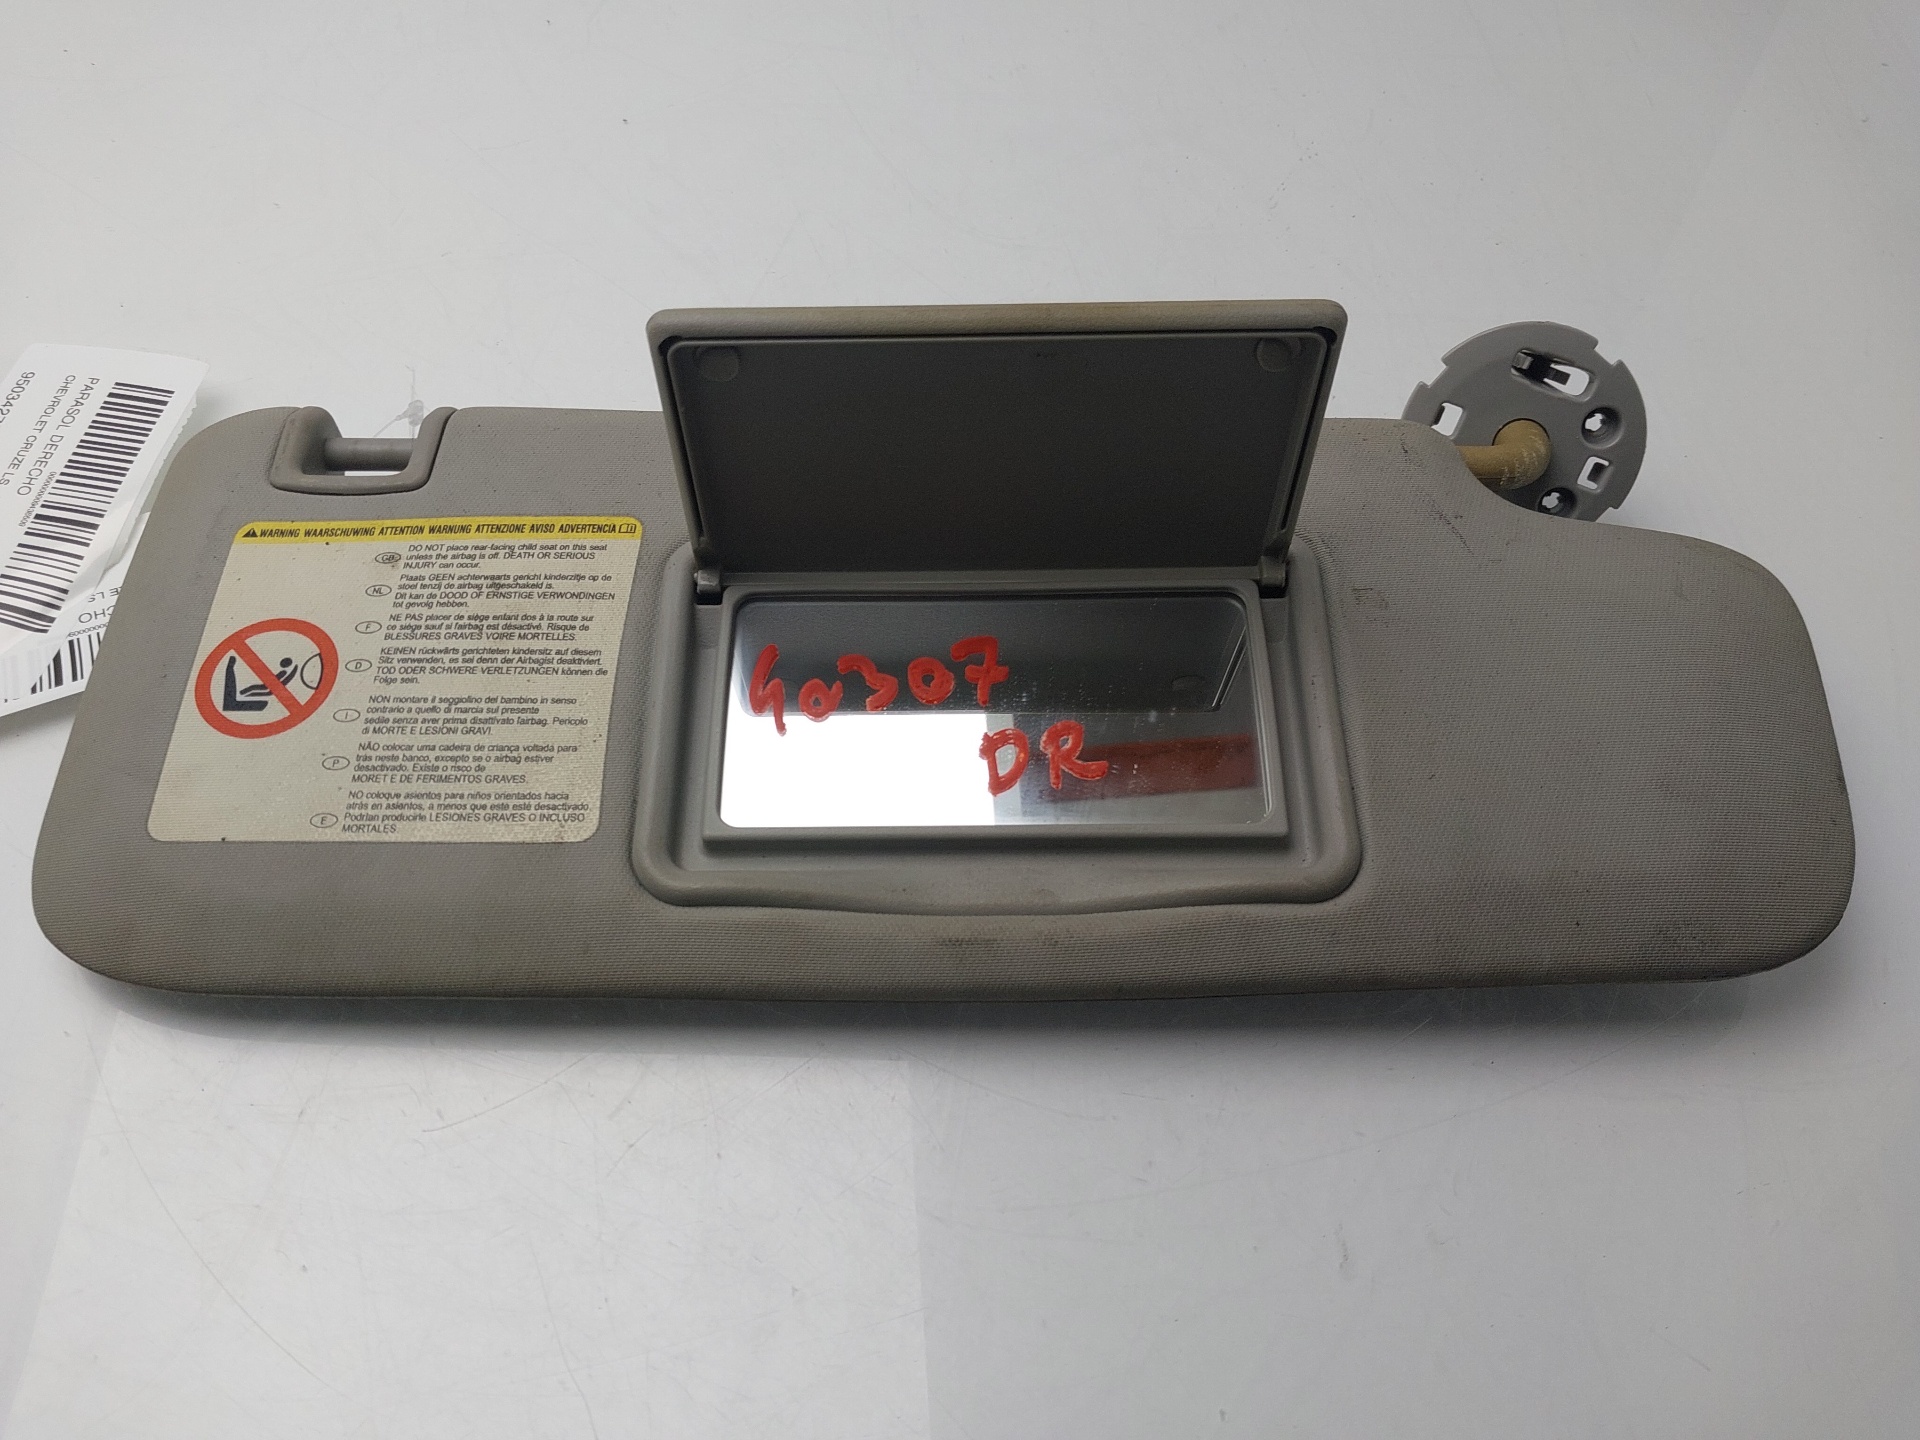 PARASOL DERECHO
CHEVROLET CRUZE LS
WARNING WAARSCHUWING ATTENTION WARNUNG ATTENZIONE AVISO ADVERTENCIA
GB
DO NOT place rear-facing child seat on this seat
unless the airbag is off. DEATH OR SERIOUS
INJURY can occur.
NL
Plaats GEEN achterwaarts gericht kinderzitje op de
stoel tenzij de airbag uitgeschakeld is.
Dit kan de DOOD OF ERNSTIGE VERWONDINGEN
tot gevolg hebben.
F
NE PAS placer de siège enfant dos à la route sur
ce siège sauf si l'airbag est désactivé. Risque de
BLESSURES GRAVES VOIRE MORTELLES.
D
KEINEN rückwärts gerichteten kindersitz auf diesem
Sitz verwenden, es sei denn der Airbagist deaktiviert.
TOD ODER SCHWERE VERLETZUNGEN können die
Folge sein.
I
NON montare il seggiolino del bambino in senso
contrario a quello di marcia sul presente
sedile senza aver prima disattivato l'airbag. Pericolo
di MORTE E LESIONI GRAVI.
P
NÃO colocar uma cadeira de criança voltada para
trás neste banco, excepto se o airbag estiver
desactivado. Existe o risco de
MORET E DE FERIMENTOS GRAVES.
E
NO coloque asientos para niños orientados hacia
atrás en asientos, a menos que esté esté desactivado.
Podrían producirle LESIONES GRAVES O INCLUSO
MORTALES.
40307
DR